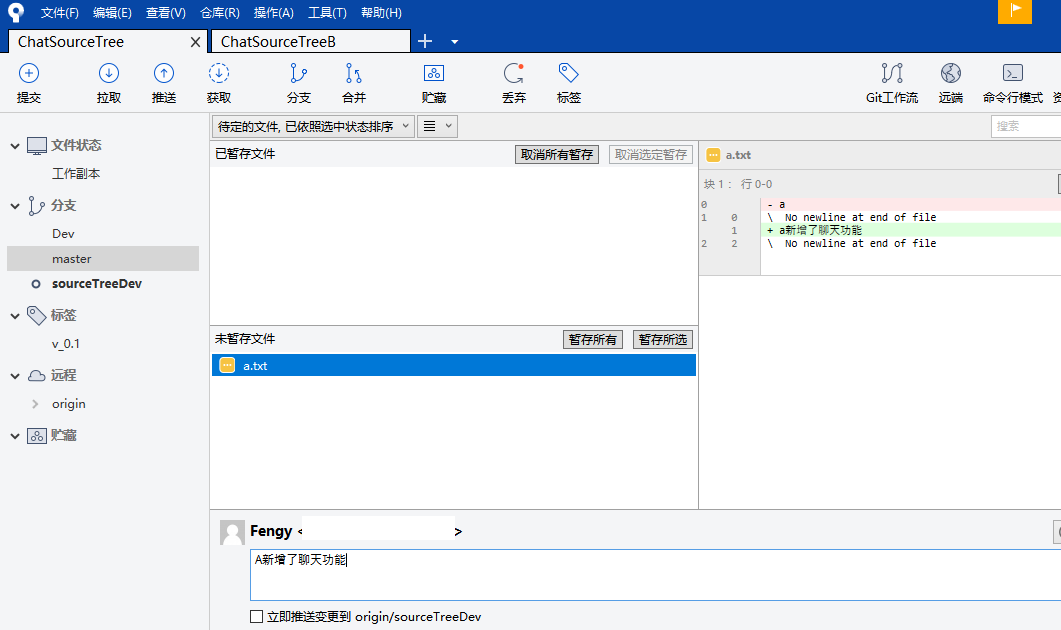 文件(F) 编辑(E) 查看(V) 仓库(R) 操作(A) 工具(T) 帮助(H)
ChatSourceTree ChatSourceTreeB
提交 拉取 推送 获取 分支 合并 贮藏 丢弃 标签 Git工作流 远端 命令行模式
待定的文件, 已依照选中状态排序 搜索
文件状态
工作副本
分支
Dev
master
sourceTreeDev
标签
v_0.1
远程
origin
贮藏
已暂存文件 取消所有暂存 取消选定暂存
未暂存文件 暂存所有 暂存所选
a.txt
a.txt
块 1： 行 0-0
0 - a
1 0 \ No newline at end of file
1 + a新增了聊天功能
2 2 \ No newline at end of file
Fengy < >
A新增了聊天功能
立即推送变更到 origin/sourceTreeDev